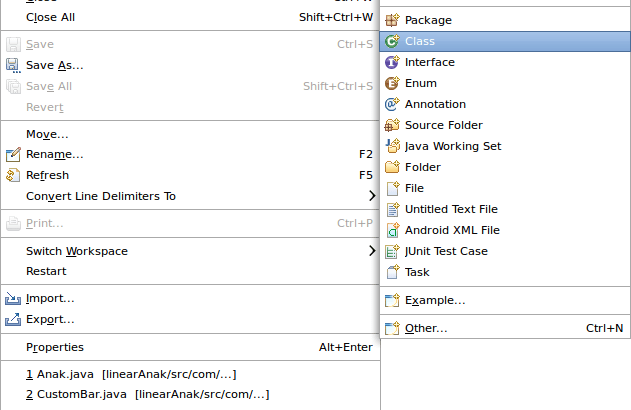 Close All Shift+Ctrl+W
Save Ctrl+S
Save As...
Save All Shift+Ctrl+S
Revert
Move...
Rename... F2
Refresh F5
Convert Line Delimiters To
Print... Ctrl+P
Switch Workspace
Restart
Import...
Export...
Properties Alt+Enter
1 Anak.java [linearAnak/src/com/...]
2 CustomBar.java [linearAnak/src/com/...]
Package
Class
Interface
Enum
Annotation
Source Folder
Java Working Set
Folder
File
Untitled Text File
Android XML File
JUnit Test Case
Task
Example...
Other... Ctrl+N